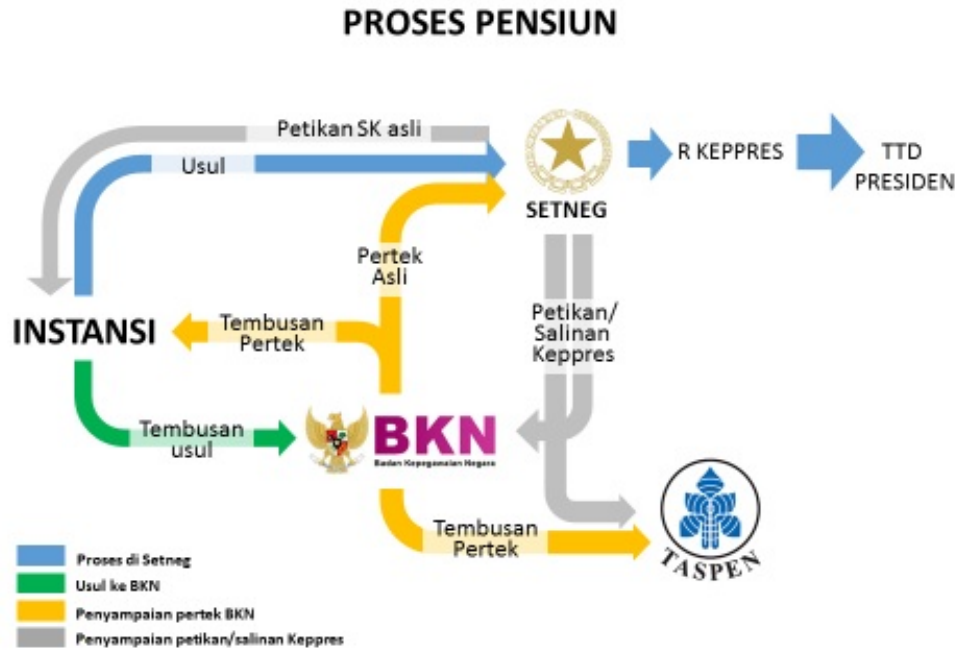 PROSES PENSIUN
Petikan SK asli
Usul
R KEPPRES
TTD
PRESIDEN
SETNEG
Pertek
Asli
INSTANSI
Tembusan
Pertek
Petikan/
Salinan
Keppres
Tembusan
usul
BKN
Badan Kepegawaian Negara
Tembusan
Pertek
TASPEN
Proses di Setneg
Usul ke BKN
Penyampaian pertek BKN
Penyampaian petikan/salinan Keppres